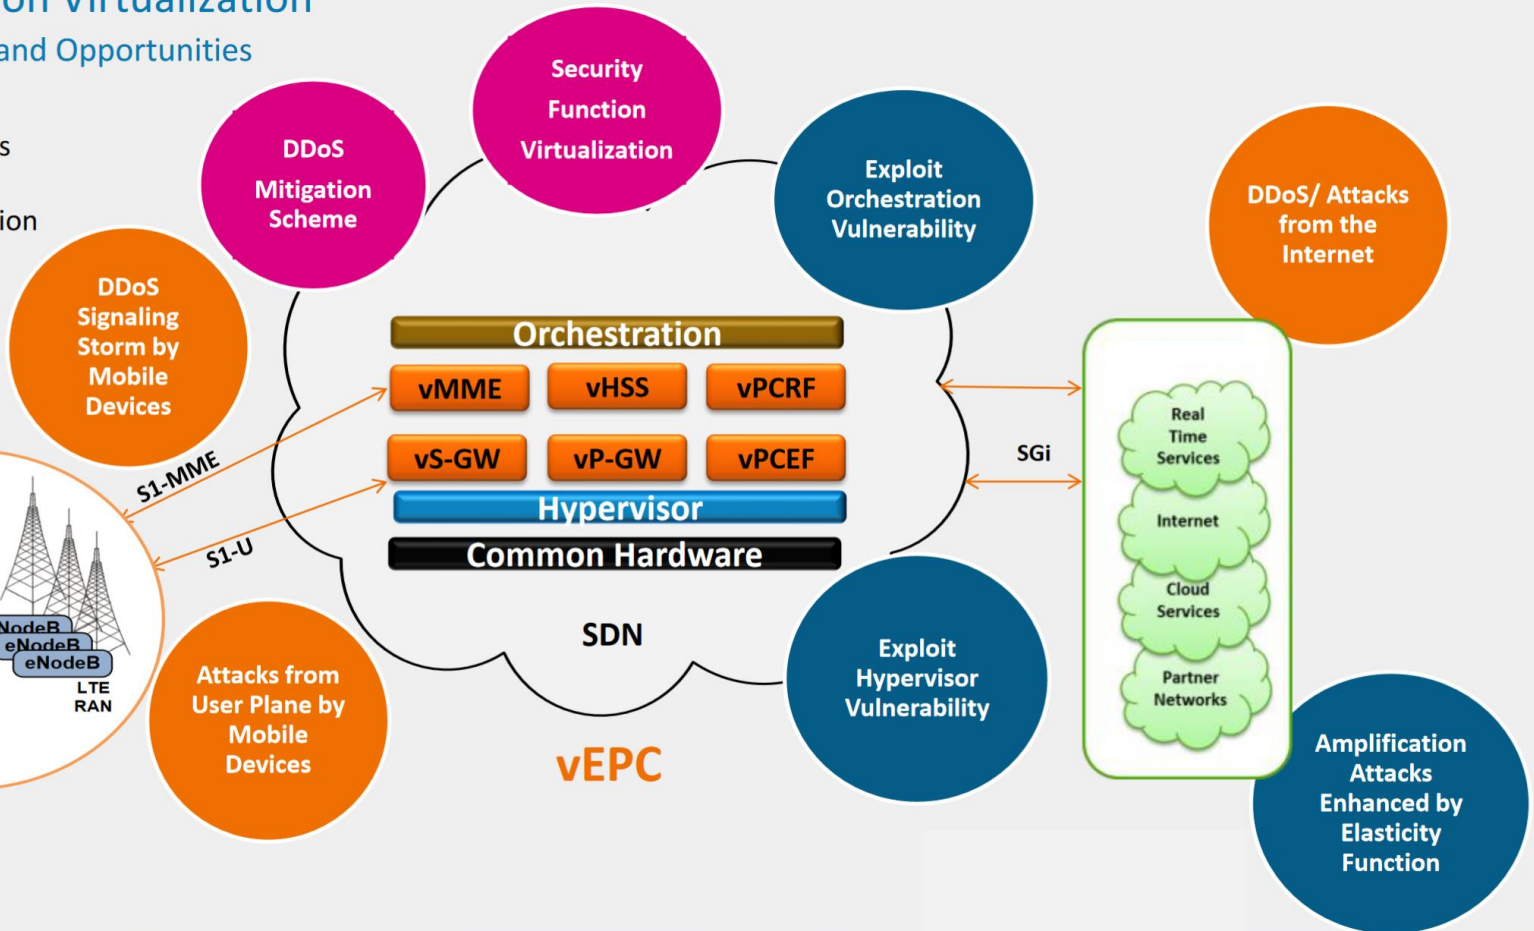 on Virtualization
and Opportunities
s
ion
Security
Function
Virtualization
DDoS
Mitigation
Scheme
Exploit
Orchestration
Vulnerability
DDoS/ Attacks
from the
Internet
DDoS
Signaling
Storm by
Mobile
Devices
Orchestration
vMME
vHSS
vPCRF
vS-GW
vP-GW
vPCEF
Hypervisor
Common Hardware
SDN
vEPC
S1-MME
S1-U
SGi
Real
Time
Services
Internet
Cloud
Services
Partner
Networks
NodeB
eNodeB
eNodeB
LTE
RAN
Attacks from
User Plane by
Mobile
Devices
Exploit
Hypervisor
Vulnerability
Amplification
Attacks
Enhanced by
Elasticity
Function